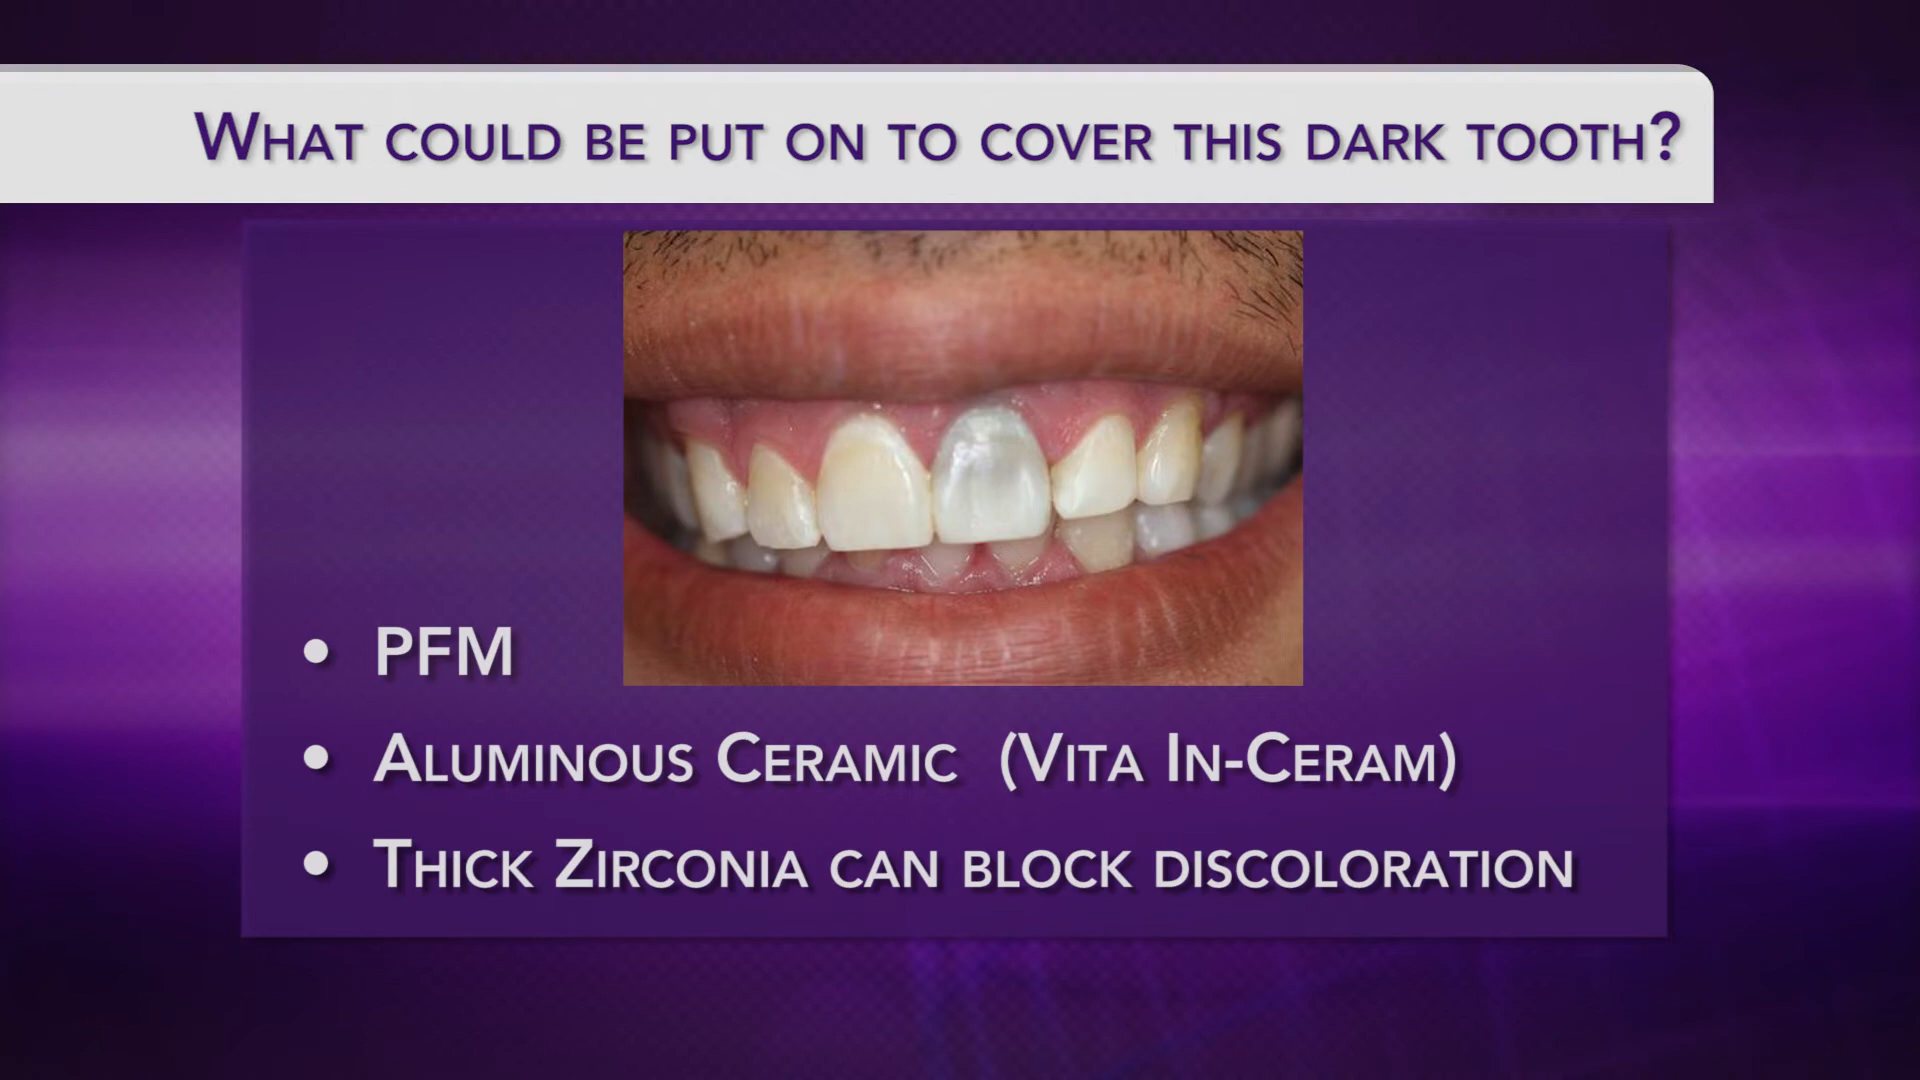 What could be put on to cover this dark tooth?
• PFM
• Aluminous Ceramic (Vita In-Ceram)
• Thick Zirconia can block discoloration